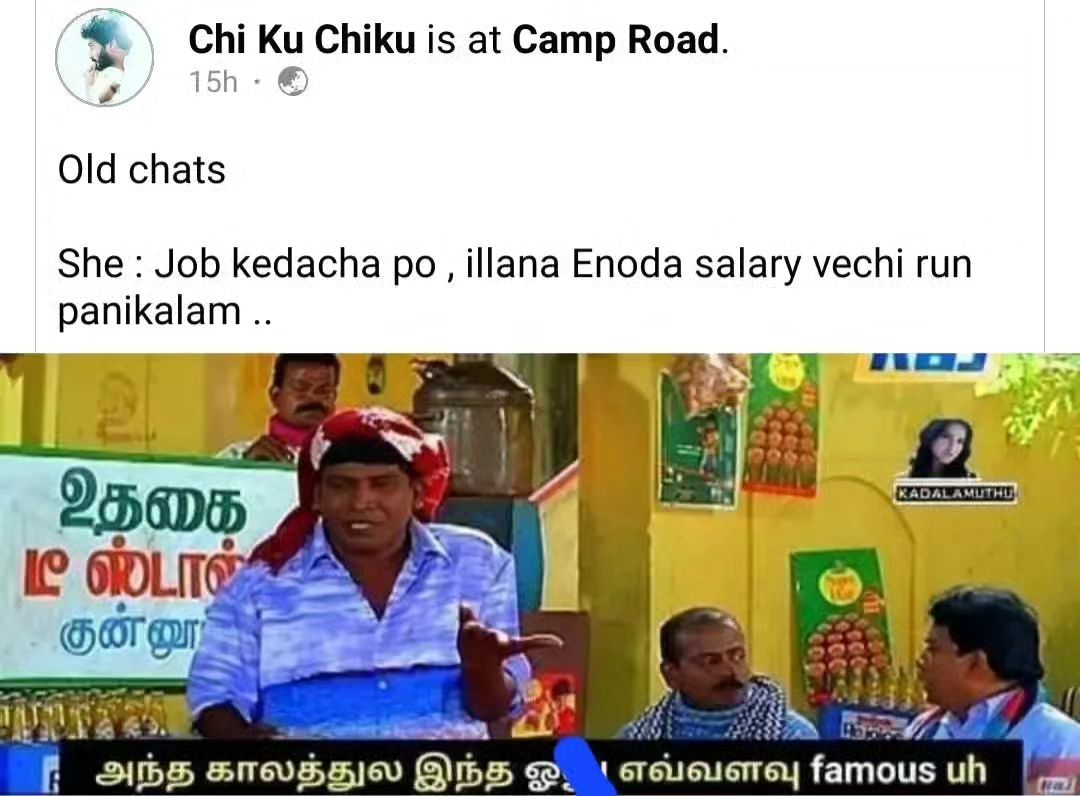 Chi Ku Chiku is at Camp Road.
15h
Old chats
She : Job kedacha po , illana Enoda salary vechi run
panikalam ..
KADALAMUTHU
உதகை
டீ ஸ்டால்
அந்த காலத்துல இந்த எவ்வளவு famous uh